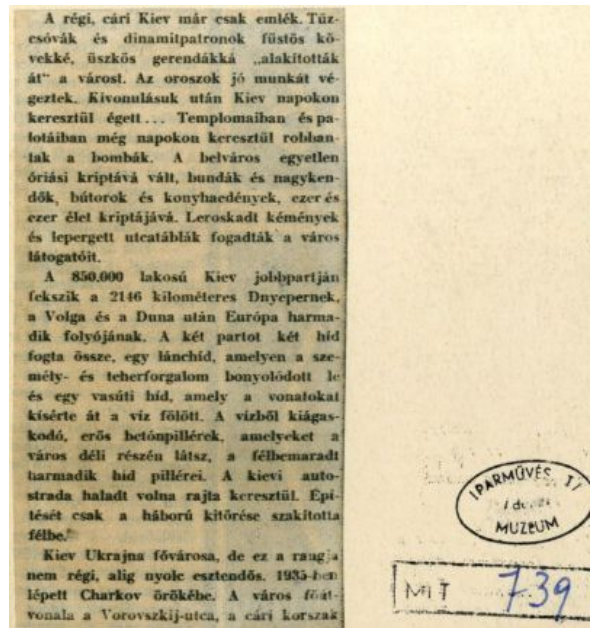 A régi, cári Kiev már csak emlék. Tűz-
csóvák és dinamitpatronok füstös kö-
vekké, üszkös gerendákká „alakították
át" a várost. Az oroszok jó munkát vé-
geztek. Kivonulásuk után Kiev napokon
keresztül égett... Templomaiban és pa-
lotáiban még napokon keresztül robban-
tak a bombák. A belváros egyetlen
óriási kriptává vált, bundák és nagyken-
dők, bútorok és konyhaedények, ezer és
ezer élet kriptájává. Leroskadt kémények
és lepergett utcatáblák fogadták a város
látogatóit.
A 850.000 lakosú Kiev jobbpartján
fekszik a 2146 kilométeres Dnyepernek,
a Volga és a Duna után Európa harma-
dik folyójának. A két partot két híd
fogta össze, egy lánchíd, amelyen a sze-
mély- és teherforgalom bonyolódott le
és egy vasúti híd, amely a vonatokat
kísérte át a víz fölött. A vízből kiágas-
kodó, erős betónpillérek, amelyeket a
város déli részén látsz, a félbemaradt
harmadik híd pillérei. A kievi auto-
strada haladt volna rajta keresztül. Épí-
tését csak a háború kitörése szakította
félbe.
Kiev Ukrajna fővárosa, de ez a rangja
nem régi, alig nyolc esztendős. 1935-ben
lépett Charkov örökébe. A város főút-
vonala a Vorovszkij-utca, a cári korszak
IPARMŰVÉS
MUZEUM
MIT 739